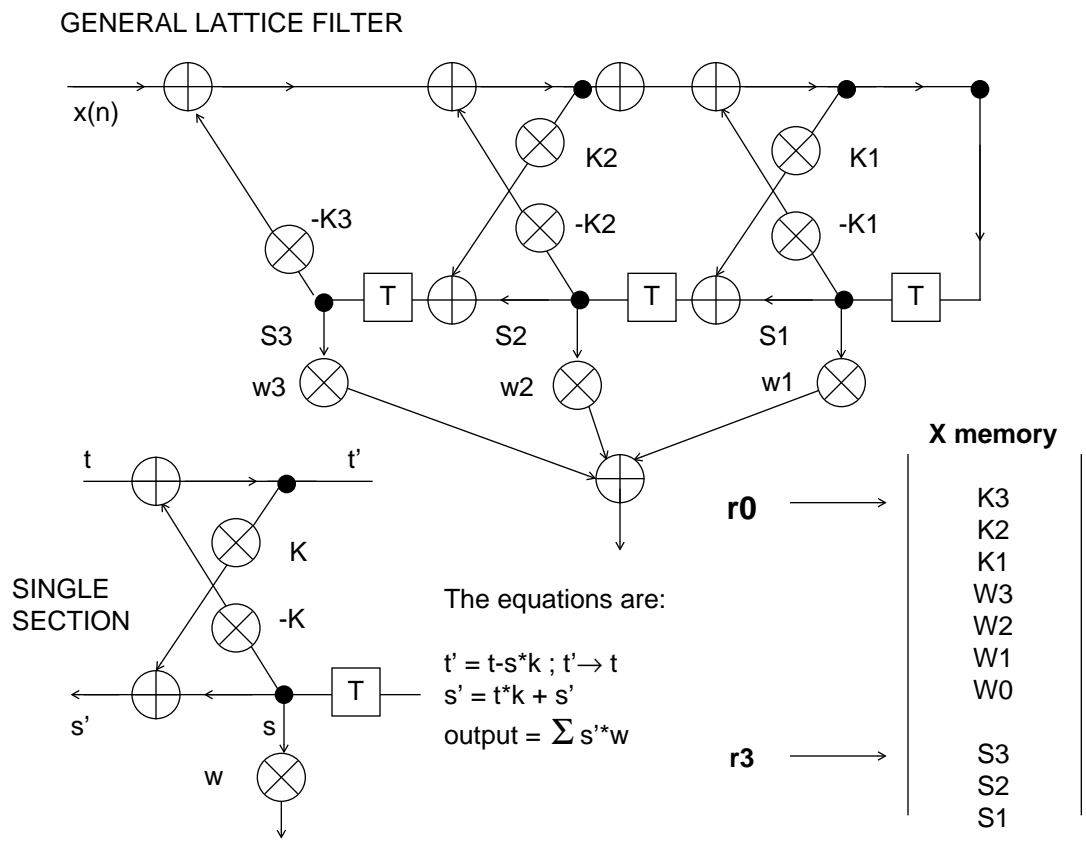 GENERAL LATTICE FILTER
x(n)
K2
K1
-K3
-K2
-K1
T
T
T
S3
S2
S1
w3
w2
w1
t
t’
K
SINGLE
SECTION
-K
T
s’
s
w
The equations are:
t’ = t-s*k ; t’→ t
s’ = t*k + s’
output = Σ s’*w
X memory
r0
K3
K2
K1
W3
W2
W1
W0
r3
S3
S2
S1